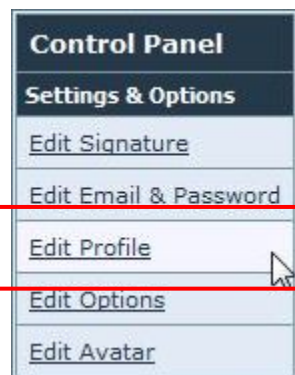 Control Panel
Settings & Options
Edit Signature
Edit Email & Password
Edit Profile
Edit Options
Edit Avatar